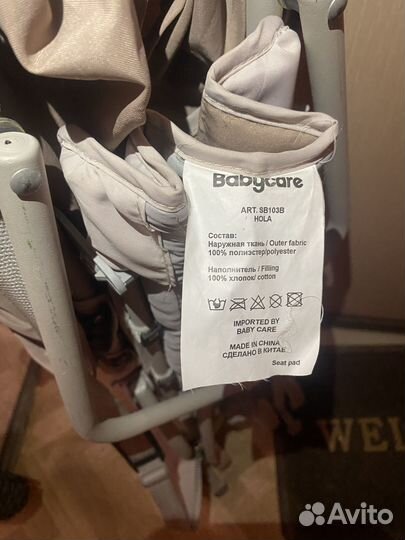 Babycare
ART. SB103B
HOLA
Состав:
Наружная ткань / Outer fabric
100% полиэстер/polyester
Наполнитель / Filling
100% хлопок/ cotton
IMPORTED BY
BABY CARE
MADE IN CHINA
СДЕЛАНО В КИТАЕ
Seat pad
WEL
Avito